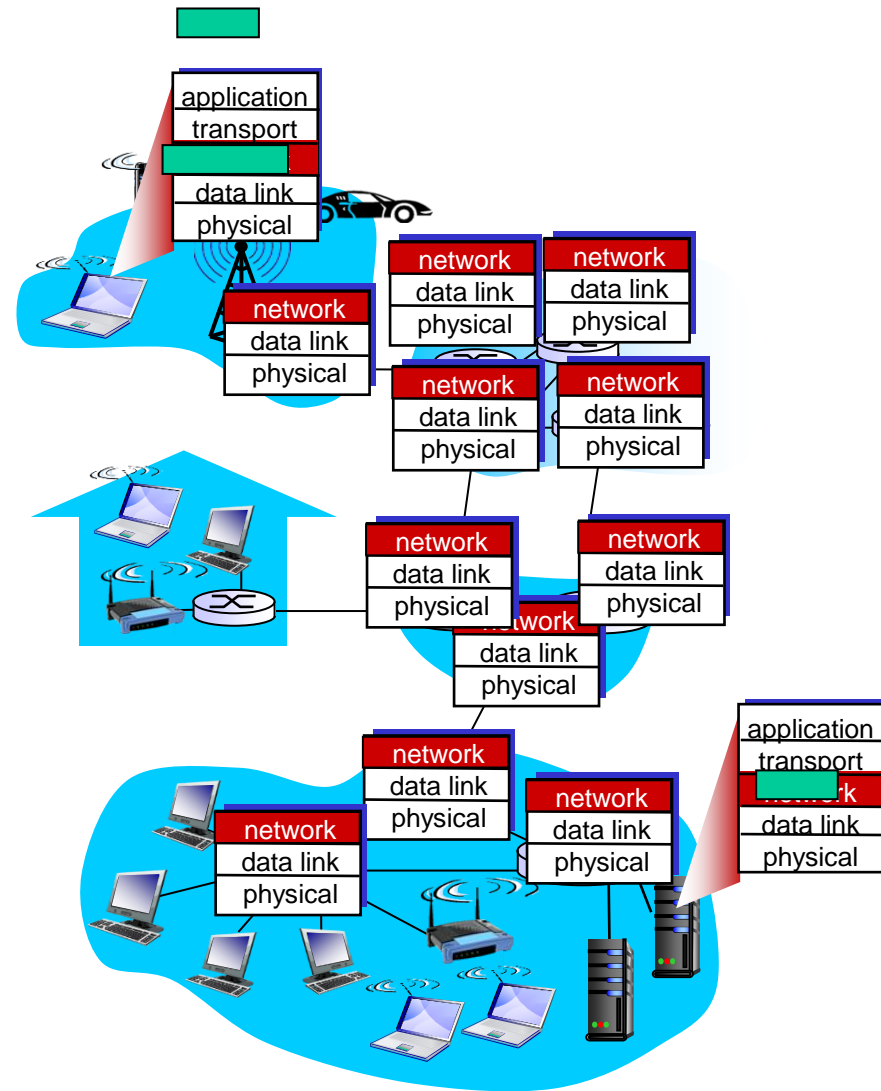 application
transport
data link
physical
network
data link
physical
network
data link
physical
network
data link
physical
network
data link
physical
network
data link
physical
network
data link
physical
network
data link
physical
network
data link
physical
application
transport
network
data link
physical
network
data link
physical
network
data link
physical
network
data link
physical